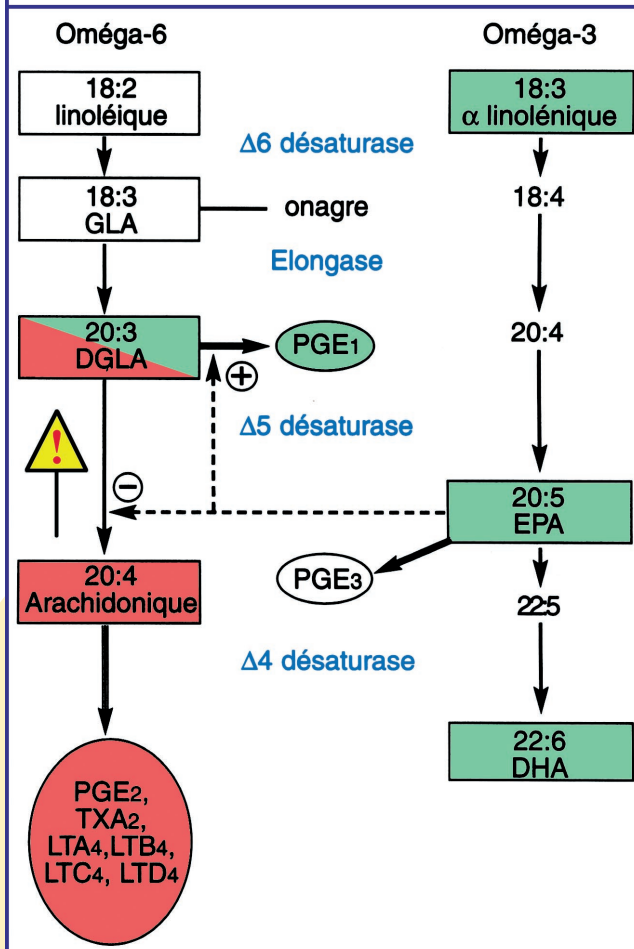 Oméga-6
Oméga-3
18:2
linoléique
18:3
α linolénique
Δ6 désaturase
18:3
GLA
onagre
18:4
Elongase
20:3
DGLA
PGE1
20:4
+
Δ5 désaturase
!
−
20:5
EPA
20:4
Arachidonique
PGE3
22:5
Δ4 désaturase
22:6
DHA
PGE2,
TXA2,
LTA4,LTB4,
LTC4, LTD4